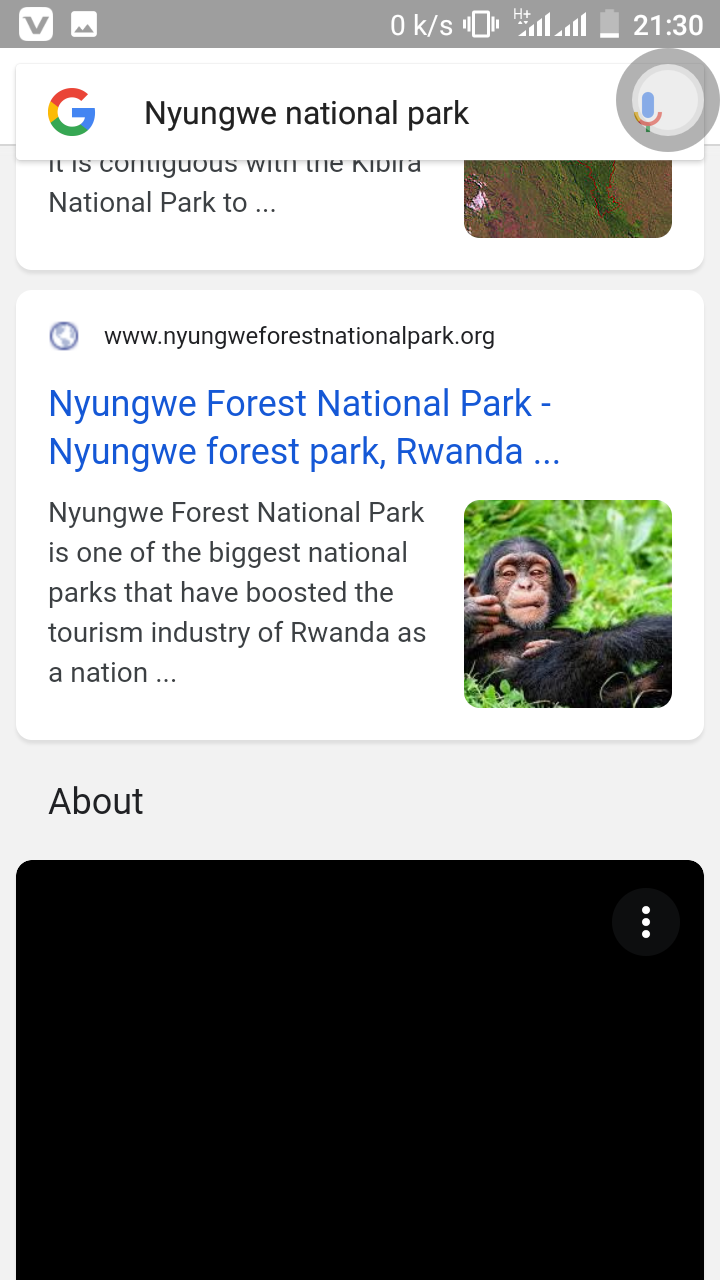 0 k/s H+ 21:30
Nyungwe national park
it is contiguous with the Kibira
National Park to ...
www.nyungweforestnationalpark.org
Nyungwe Forest National Park -
Nyungwe forest park, Rwanda ...
Nyungwe Forest National Park
is one of the biggest national
parks that have boosted the
tourism industry of Rwanda as
a nation ...
About